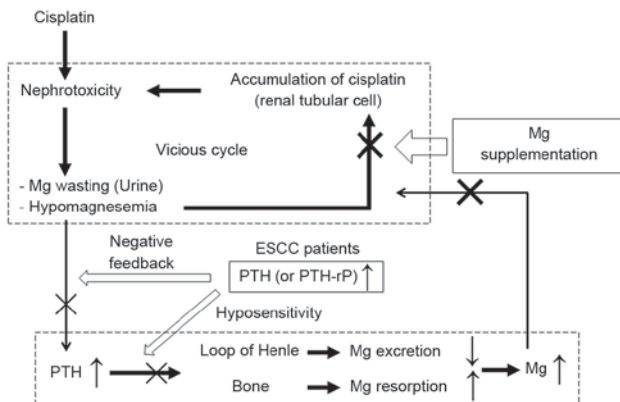 Cisplatin
Nephrotoxicity
Accumulation of cisplatin
(renal tubular cell)
Vicious cycle
Mg
supplementation
- Mg wasting (Urine)
- Hypomagnesemia
Negative
feedback
ESCC patients
PTH (or PTH-rP) ↑
Hyposensitivity
PTH ↑
Loop of Henle
Mg excretion ↓
Bone
Mg resorption ↑
Mg ↑